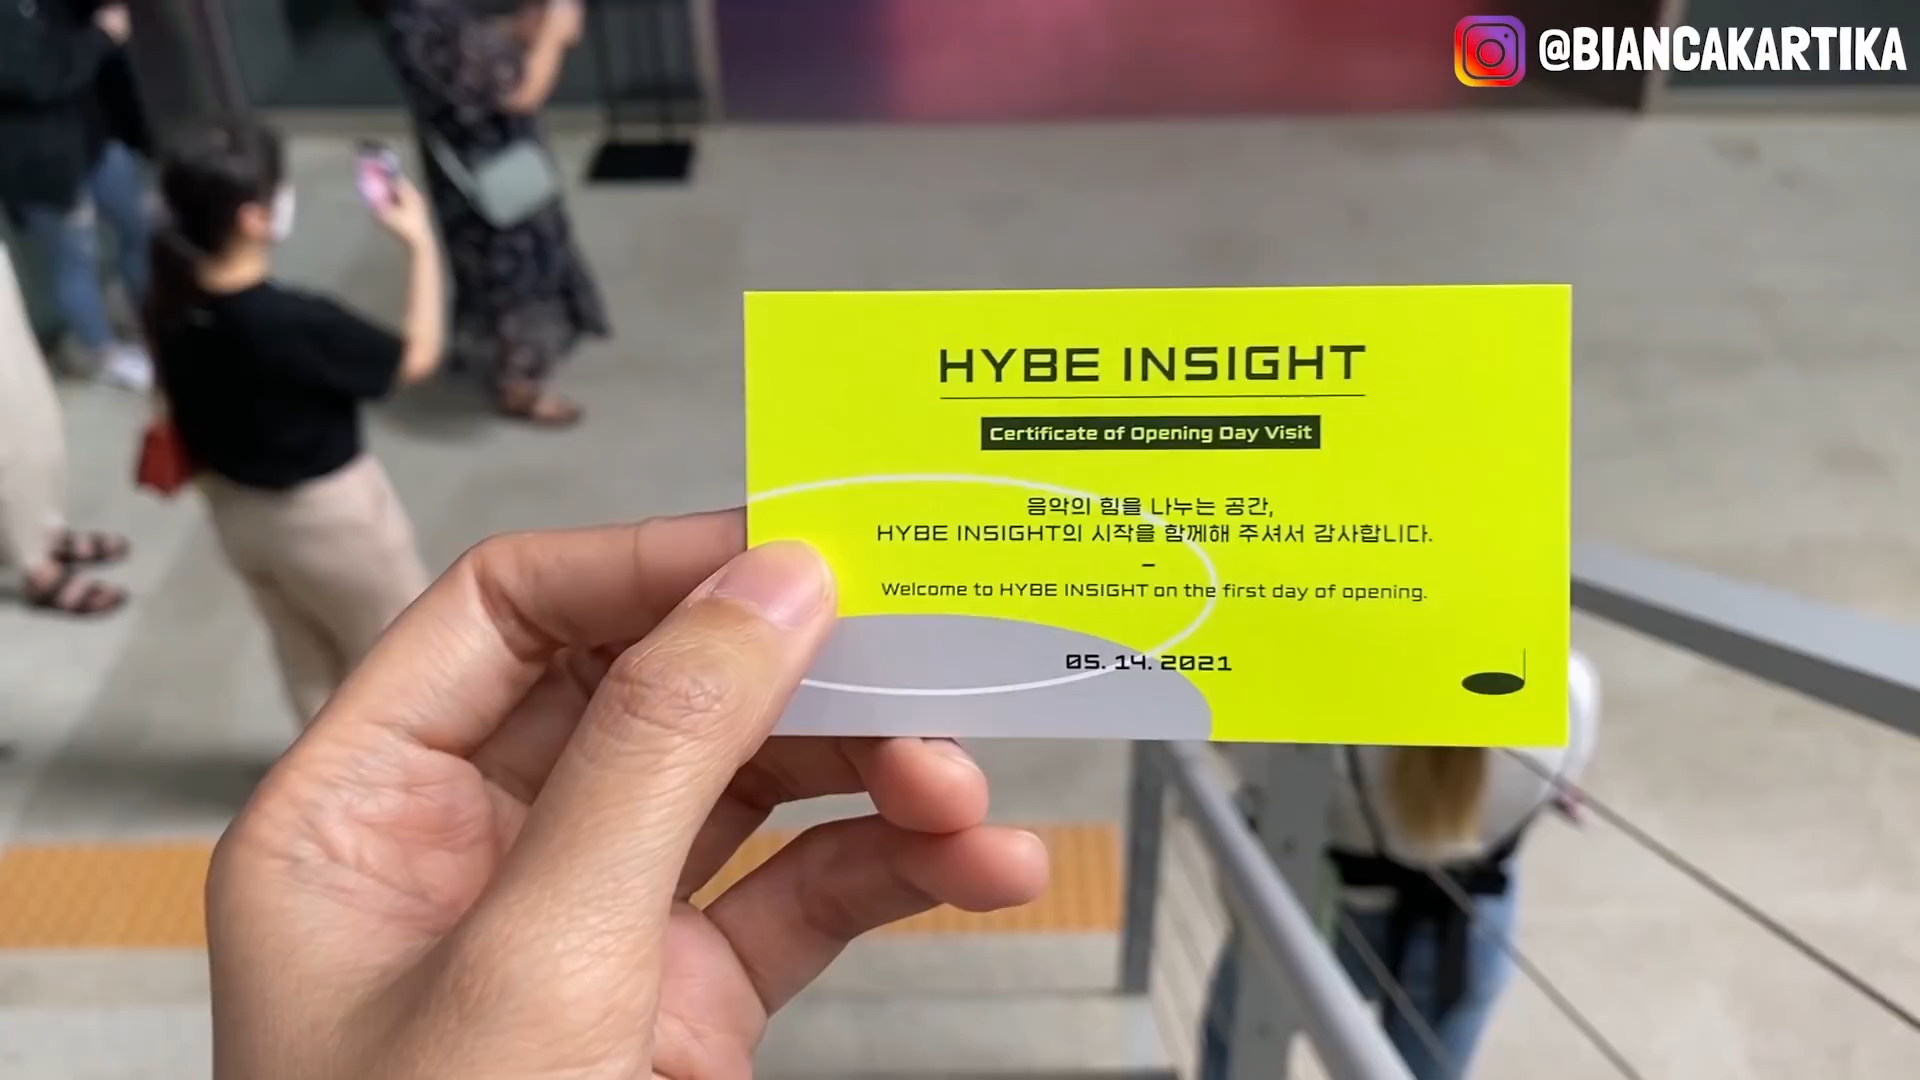 @BIANCAKARTIKA
HYBE INSIGHT
Certificate of Opening Day Visit
음악의 힘을 나누는 공간,
HYBE INSIGHT의 시작을 함께해 주셔서 감사합니다.
–
Welcome to HYBE INSIGHT on the first day of opening.
05. 14. 2021